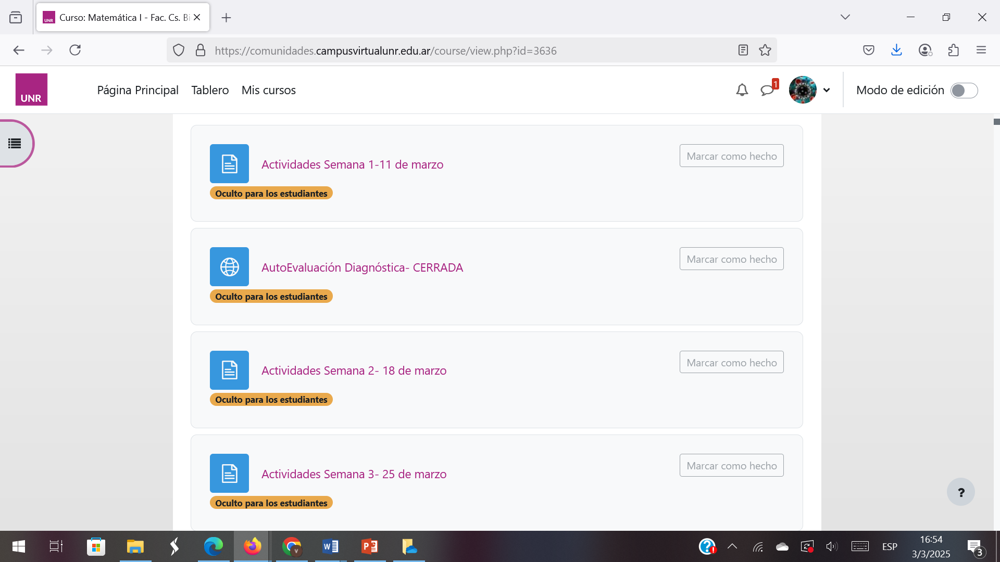 UNR
Curso: Matemática I - Fac. Cs. Bi
https://comunidades.campusvirtualunr.edu.ar/course/view.php?id=3636
UNR
Página Principal
Tablero
Mis cursos
1
Modo de edición
Actividades Semana 1-11 de marzo
Marcar como hecho
Oculto para los estudiantes
AutoEvaluación Diagnóstica- CERRADA
Marcar como hecho
Oculto para los estudiantes
Actividades Semana 2- 18 de marzo
Marcar como hecho
Oculto para los estudiantes
Actividades Semana 3- 25 de marzo
Marcar como hecho
Oculto para los estudiantes
?
v
W
P
?
!
ESP
16:54
3/3/2025
3